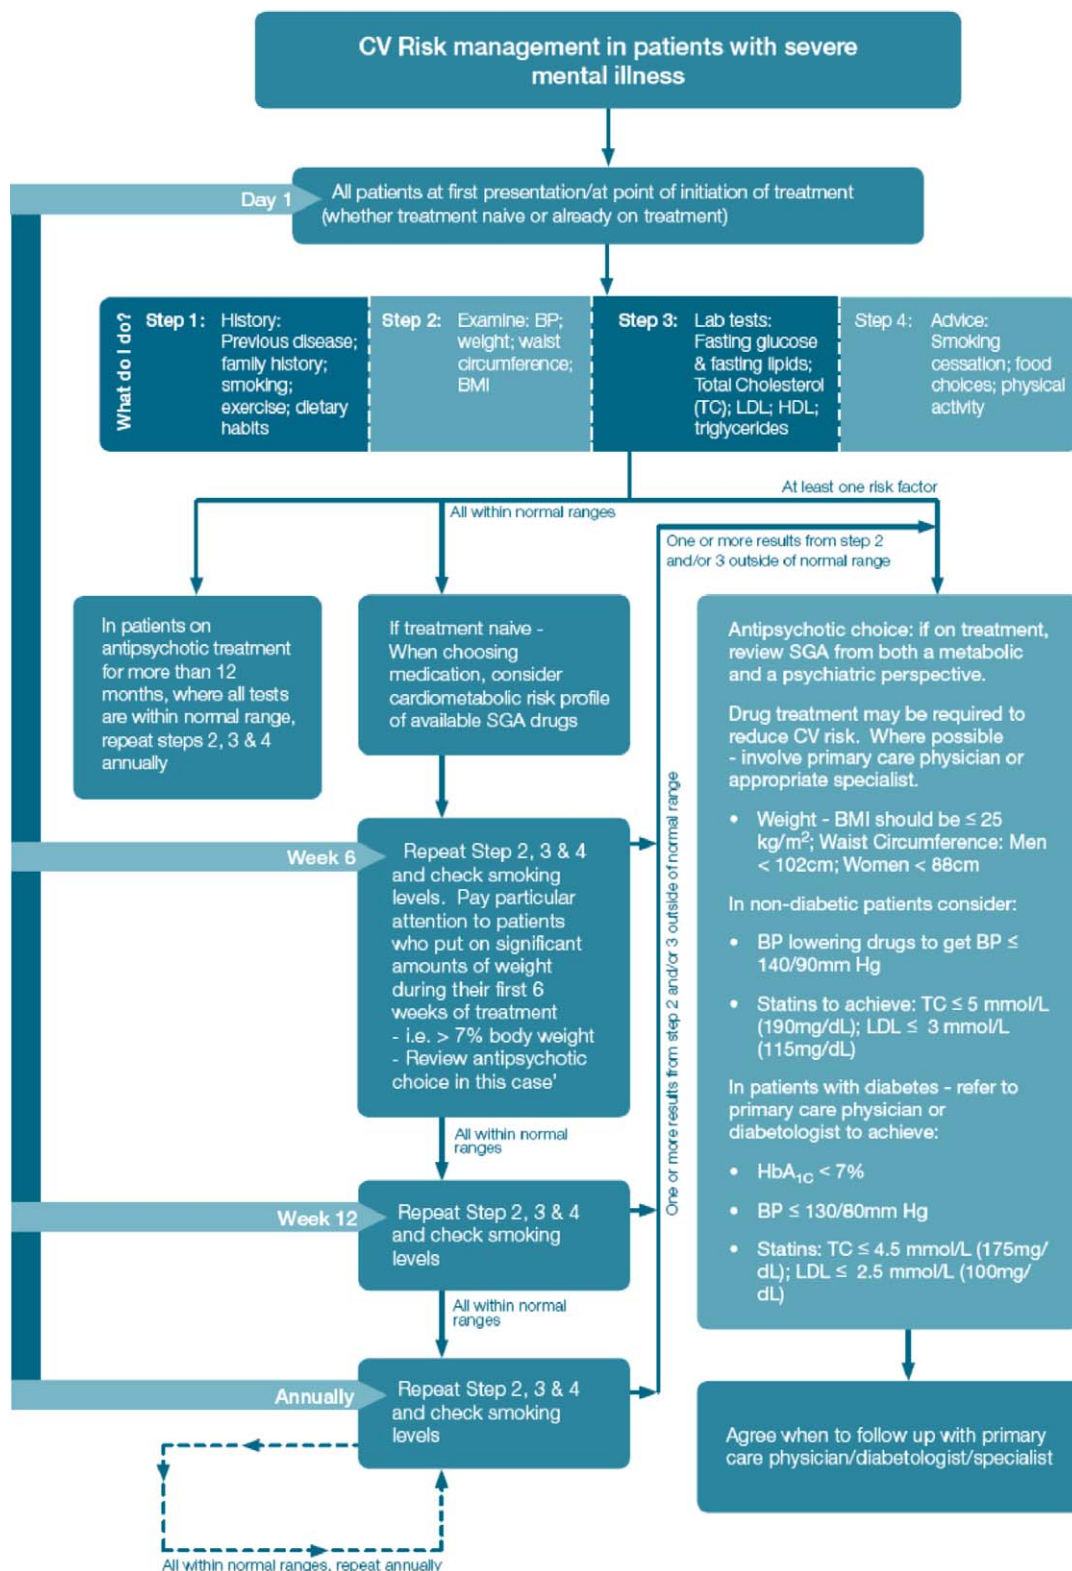 CV Risk management in patients with severe
mental illness
Day 1
All patients at first presentation/at point of initiation of treatment
(whether treatment naive or already on treatment)
What do I do?
Step 1: History:
Previous disease;
family history;
smoking;
exercise; dietary
habits
Step 2: Examine: BP;
weight; waist
circumference;
BMI
Step 3: Lab tests:
Fasting glucose
& fasting lipids;
Total Cholesterol
(TC); LDL; HDL;
triglycerides
Step 4: Advice:
Smoking
cessation; food
choices; physical
activity
At least one risk factor
All within normal ranges
One or more results from step 2
and/or 3 outside of normal range
In patients on
antipsychotic treatment
for more than 12
months, where all tests
are within normal range,
repeat steps 2, 3 & 4
annually
If treatment naive -
When choosing
medication, consider
cardiometabolic risk profile
of available SGA drugs
Week 6
Repeat Step 2, 3 & 4
and check smoking
levels. Pay particular
attention to patients
who put on significant
amounts of weight
during their first 6
weeks of treatment
- i.e. > 7% body weight
- Review antipsychotic
choice in this case'
All within normal
ranges
Week 12
Repeat Step 2, 3 & 4
and check smoking
levels
All within normal
ranges
Annually
Repeat Step 2, 3 & 4
and check smoking
levels
All within normal ranges, repeat annually
One or more results from step 2 and/or 3 outside of normal range
Antipsychotic choice: if on treatment,
review SGA from both a metabolic
and a psychiatric perspective.
Drug treatment may be required to
reduce CV risk. Where possible
- involve primary care physician or
appropriate specialist.
• Weight - BMI should be ≤ 25
kg/m²; Waist Circumference: Men
< 102cm; Women < 88cm
In non-diabetic patients consider:
• BP lowering drugs to get BP ≤
140/90mm Hg
• Statins to achieve: TC ≤ 5 mmol/L
(190mg/dL); LDL ≤ 3 mmol/L
(115mg/dL)
In patients with diabetes - refer to
primary care physician or
diabetologist to achieve:
• HbA1C < 7%
• BP ≤ 130/80mm Hg
• Statins: TC ≤ 4.5 mmol/L (175mg/
dL); LDL ≤ 2.5 mmol/L (100mg/
dL)
Agree when to follow up with primary
care physician/diabetologist/specialist